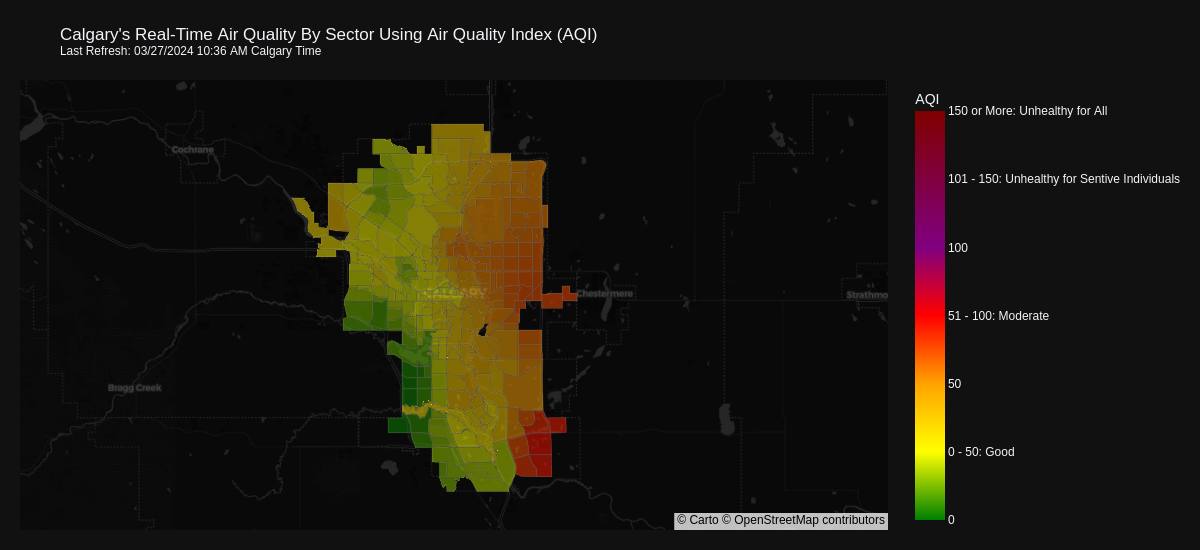 Calgary's Real-Time Air Quality By Sector Using Air Quality Index (AQI)
Last Refresh: 03/27/2024 10:36 AM Calgary Time
AQI
150 or More: Unhealthy for All
Cochrane
101 - 150: Unhealthy for Sentive Individuals
100
CALGARY
Chestermere
Strathmo
51 - 100: Moderate
50
Bragg Creek
0 - 50: Good
0
© Carto © OpenStreetMap contributors